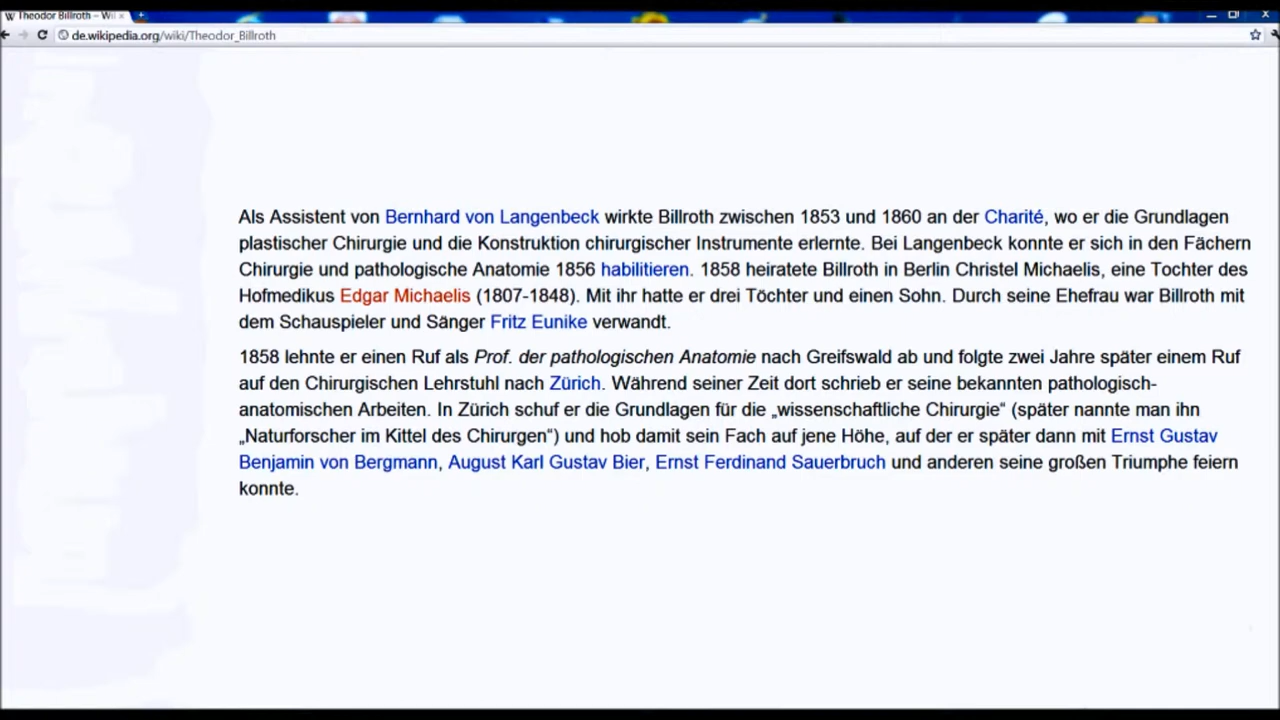 Theodor Billroth – Wi
de.wikipedia.org/wiki/Theodor_Billroth
Als Assistent von Bernhard von Langenbeck wirkte Billroth zwischen 1853 und 1860 an der Charité, wo er die Grundlagen
plastischer Chirurgie und die Konstruktion chirurgischer Instrumente erlernte. Bei Langenbeck konnte er sich in den Fächern
Chirurgie und pathologische Anatomie 1856 habilitieren. 1858 heiratete Billroth in Berlin Christel Michaelis, eine Tochter des
Hofmedikus Edgar Michaelis (1807-1848). Mit ihr hatte er drei Töchter und einen Sohn. Durch seine Ehefrau war Billroth mit
dem Schauspieler und Sänger Fritz Eunike verwandt.
1858 lehnte er einen Ruf als Prof. der pathologischen Anatomie nach Greifswald ab und folgte zwei Jahre später einem Ruf
auf den Chirurgischen Lehrstuhl nach Zürich. Während seiner Zeit dort schrieb er seine bekannten pathologisch-
anatomischen Arbeiten. In Zürich schuf er die Grundlagen für die „wissenschaftliche Chirurgie“ (später nannte man ihn
„Naturforscher im Kittel des Chirurgen“) und hob damit sein Fach auf jene Höhe, auf der er später dann mit Ernst Gustav
Benjamin von Bergmann, August Karl Gustav Bier, Ernst Ferdinand Sauerbruch und anderen seine großen Triumphe feiern
konnte.